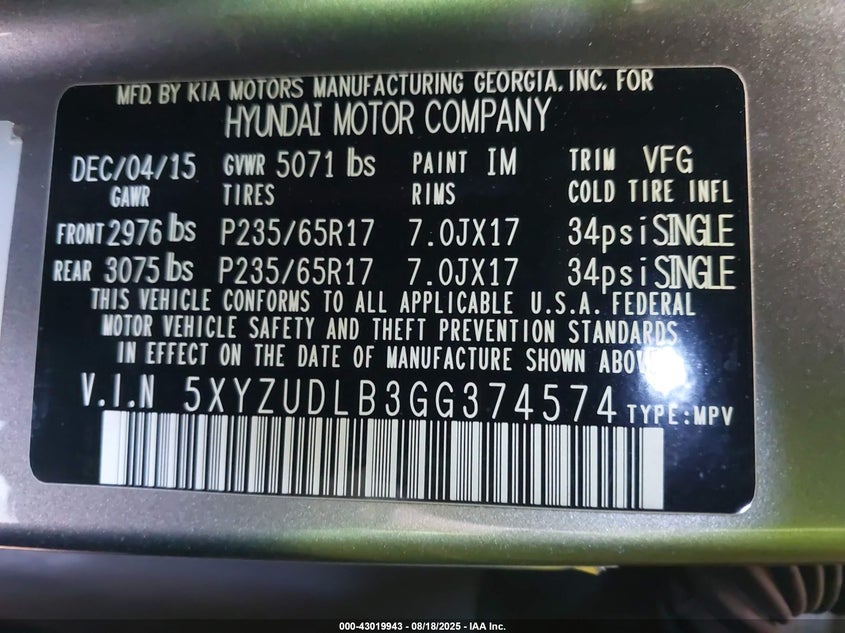 MFD. BY KIA MOTORS MANUFACTURING GEORGIA, INC. FOR
HYUNDAI MOTOR COMPANY
DEC/04/15 GVWR 5071 lbs PAINT IM TRIM VFG
GAWR TIRES RIMS COLD TIRE INFL
FRONT 2976 lbs P235/65R17 7.0JX17 34psi SINGLE
REAR 3075 lbs P235/65R17 7.0JX17 34psi SINGLE
THIS VEHICLE CONFORMS TO ALL APPLICABLE U.S.A. FEDERAL
MOTOR VEHICLE SAFETY AND THEFT PREVENTION STANDARDS
IN EFFECT ON THE DATE OF MANUFACTURE SHOWN ABOVE
V.I.N 5XYZUDLB3GG374574 TYPE:MPV
000-43019943 - 08/18/2025 - IAA Inc.